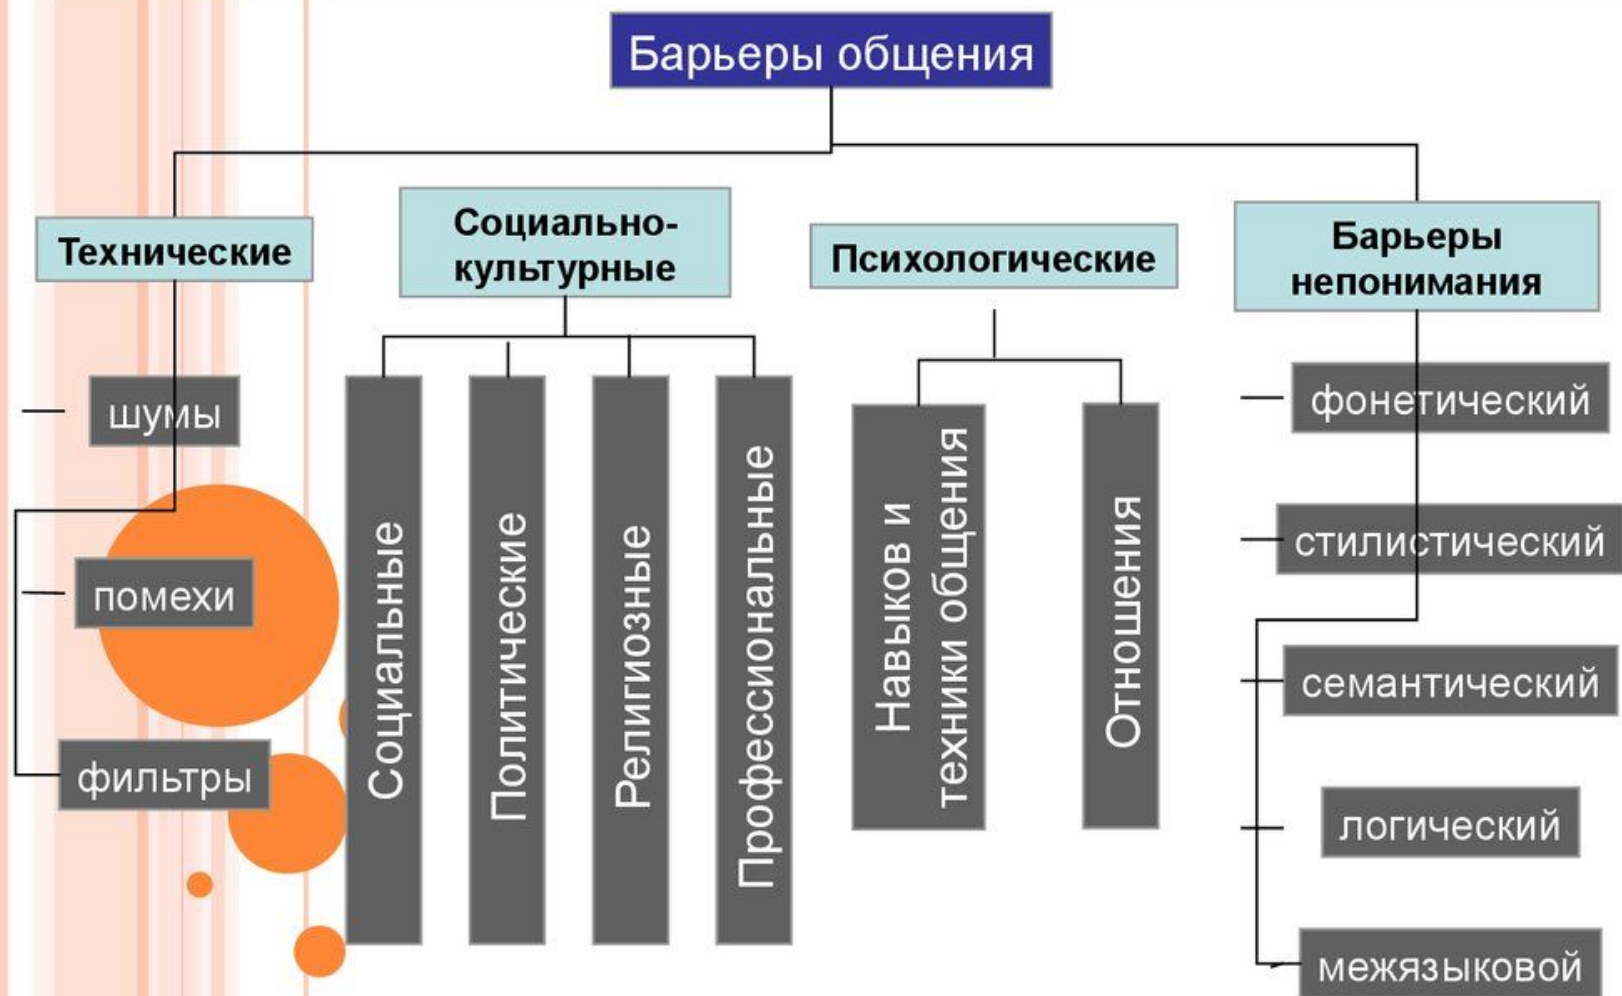 Барьеры общения
Технические
Социально-
культурные
Психологические
Барьеры
непонимания
шумы
помехи
фильтры
Социальные
Политические
Религиозные
Профессиональные
Навыков и
техники общения
Отношения
фонетический
стилистический
семантический
логический
межязыковой